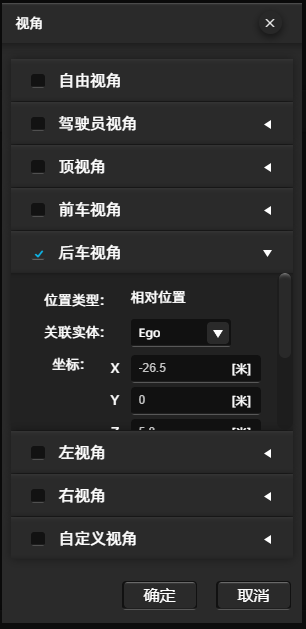 视角
自由视角
驾驶员视角
顶视角
前车视角
后车视角
位置类型: 相对位置
关联实体: Ego
坐标: X -26.5 [米]
Y 0 [米]
左视角
右视角
自定义视角
确定 取消